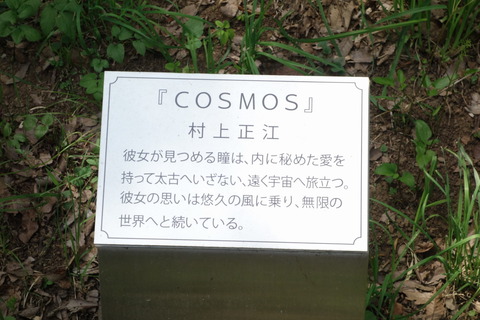 『COSMOS』
村上正江
彼女が見つめる瞳は、内に秘めた愛を
持って太古へいざない、遠く宇宙へ旅立つ。
彼女の思いは悠久の風に乗り、無限の
世界へと続いている。